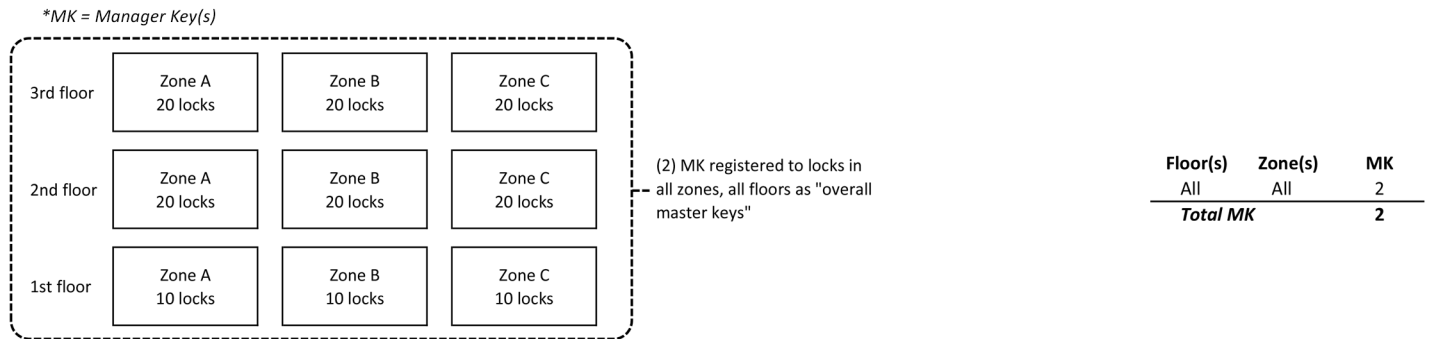 *MK = Manager Key(s)
3rd floor
Zone A
20 locks
Zone B
20 locks
Zone C
20 locks
2nd floor
Zone A
20 locks
Zone B
20 locks
Zone C
20 locks
1st floor
Zone A
10 locks
Zone B
10 locks
Zone C
10 locks
(2) MK registered to locks in
all zones, all floors as "overall
master keys"
Floor(s) Zone(s) MK
All All 2
Total MK 2